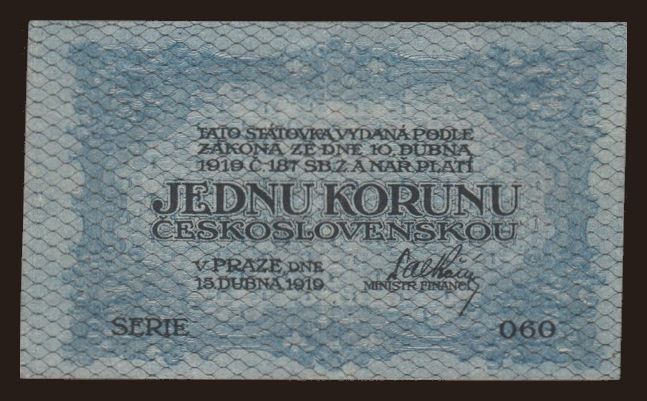 TATO STÁTOVKA VYDANÁ PODLE
ZÁKONA ZE DNE 10. DUBNA
1919 Č. 187 SB. Z. A NAŘ. PLATÍ
JEDNU KORUNU
ČESKOSLOVENSKOU
V PRAZE, DNE
15. DUBNA 1919
MINISTR FINANCÍ
SERIE 060